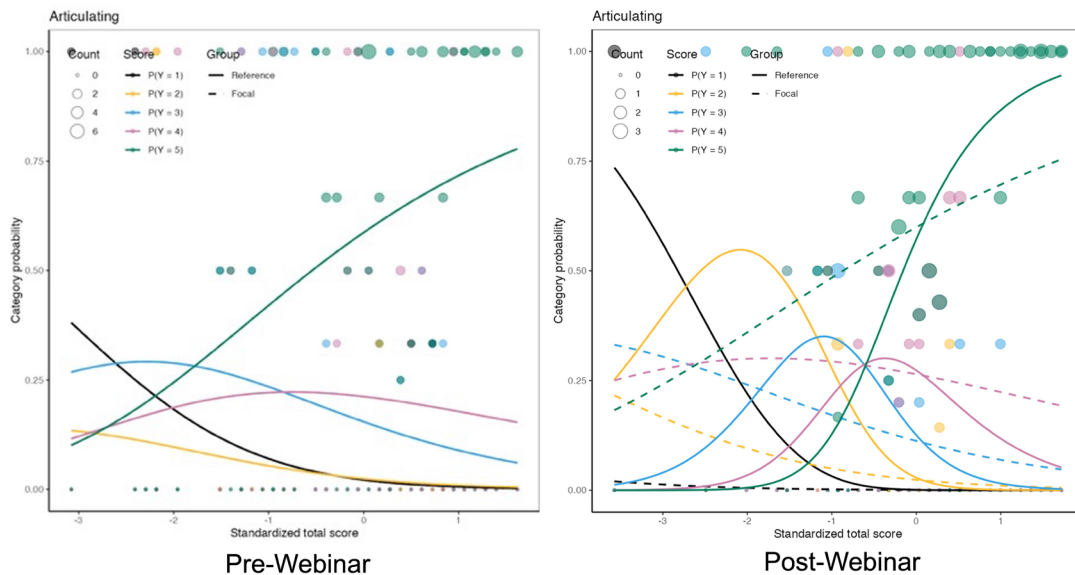 Articulating
Count
Score
Group
0
2
4
6
P(Y = 1)
P(Y = 2)
P(Y = 3)
P(Y = 4)
P(Y = 5)
Reference
Focal
1.00
0.75
0.50
0.25
0.00
Category probability
-3
-2
-1
0
1
Standardized total score
Pre-Webinar
Articulating
Count
Score
Group
0
1
2
3
P(Y = 1)
P(Y = 2)
P(Y = 3)
P(Y = 4)
P(Y = 5)
Reference
Focal
1.00
0.75
0.50
0.25
0.00
Category probability
-3
-2
-1
0
1
Standardized total score
Post-Webinar